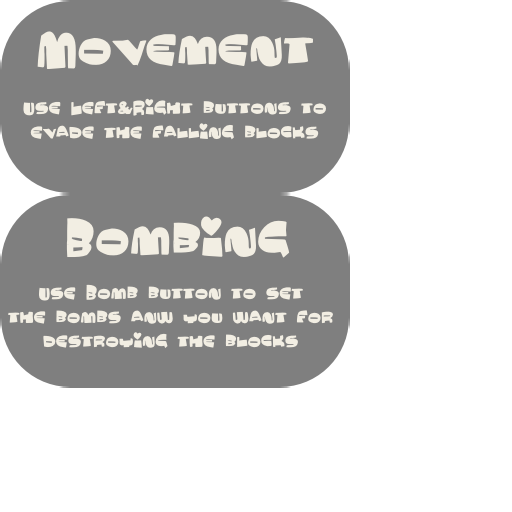 Movement
Use Left&Right Buttons to
evade the falling blocks
Bombing
Use Bomb Button to set
the bombs anw you want for
destroying the blocks